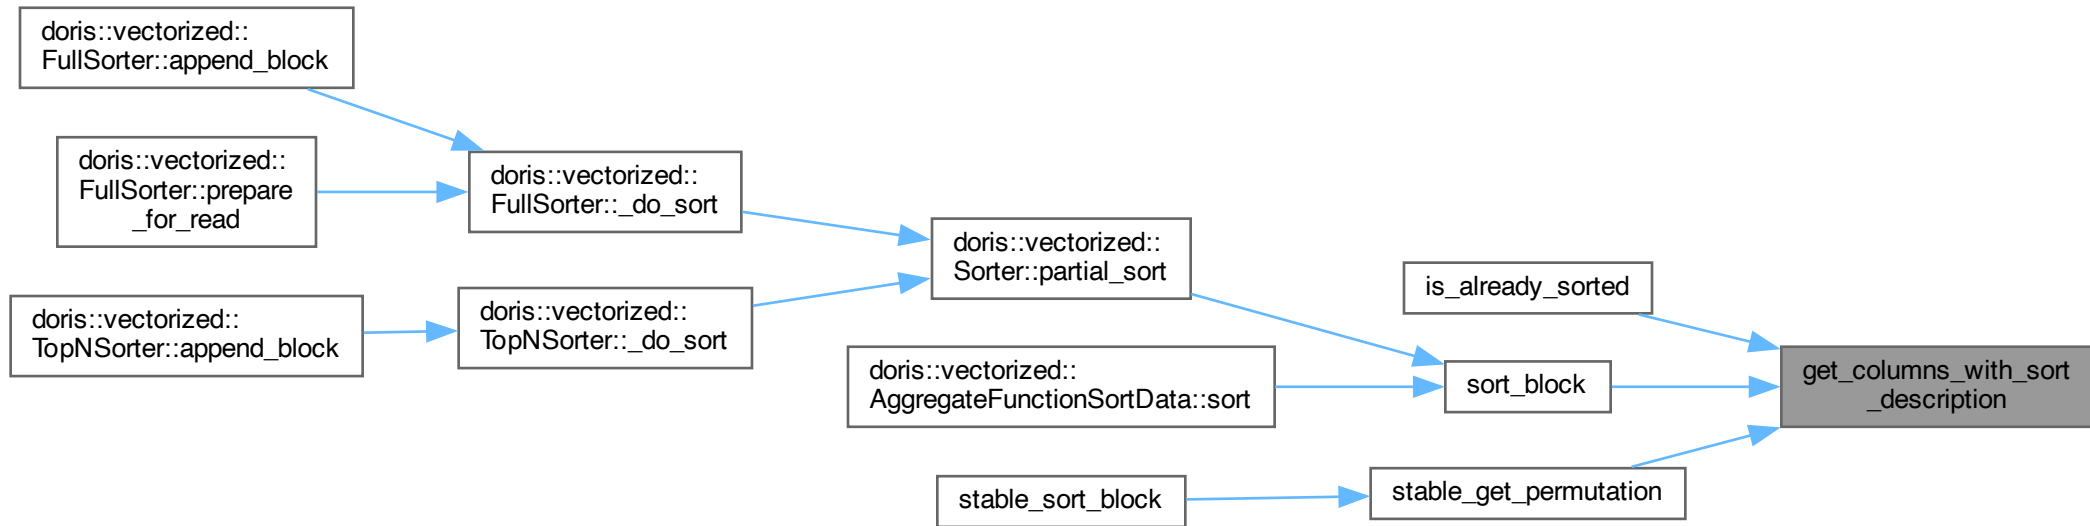 doris::vectorized::
FullSorter::append_block
doris::vectorized::
FullSorter::prepare
_for_read
doris::vectorized::
FullSorter::_do_sort
doris::vectorized::
Sorter::partial_sort
is_already_sorted
doris::vectorized::
TopNSorter::append_block
doris::vectorized::
TopNSorter::_do_sort
doris::vectorized::
AggregateFunctionSortData::sort
sort_block
get_columns_with_sort
_description
stable_sort_block
stable_get_permutation